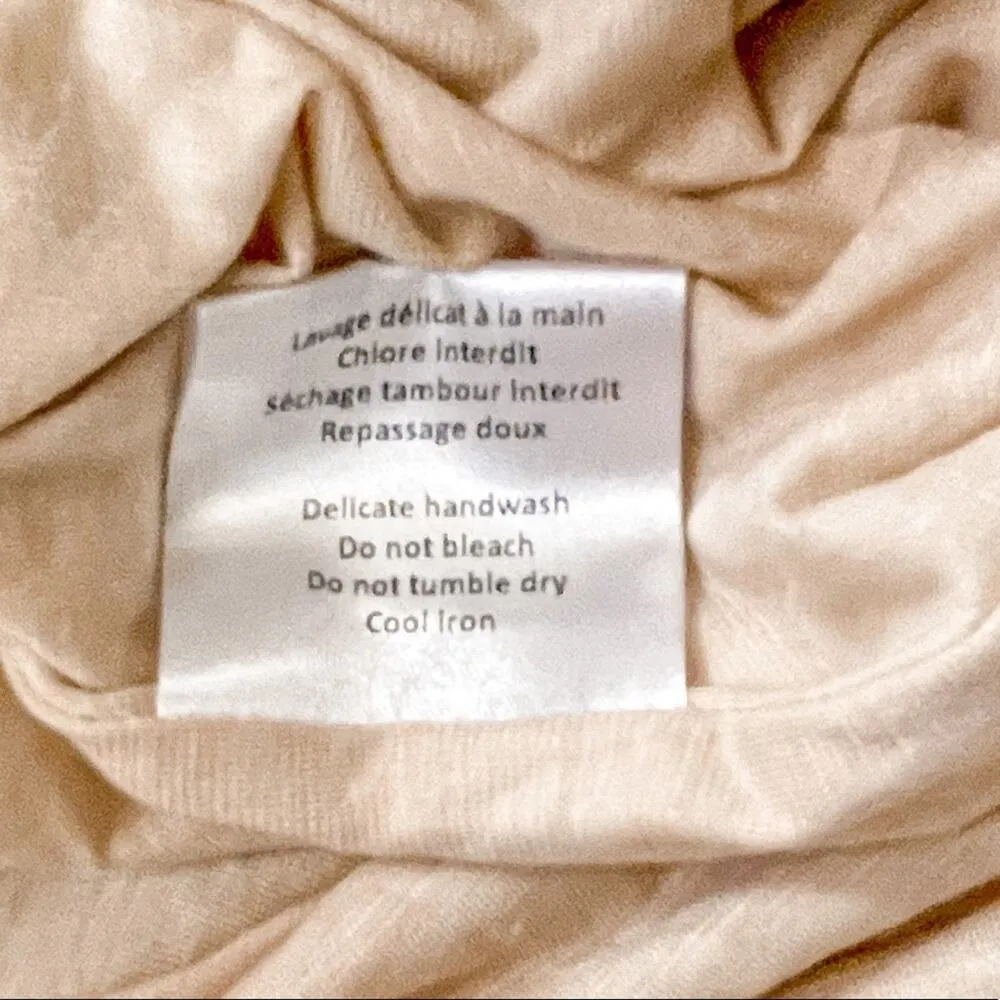 Lavage délicat à la main
Chlore interdit
Séchage tambour interdit
Repassage doux
Delicate handwash
Do not bleach
Do not tumble dry
Cool Iron